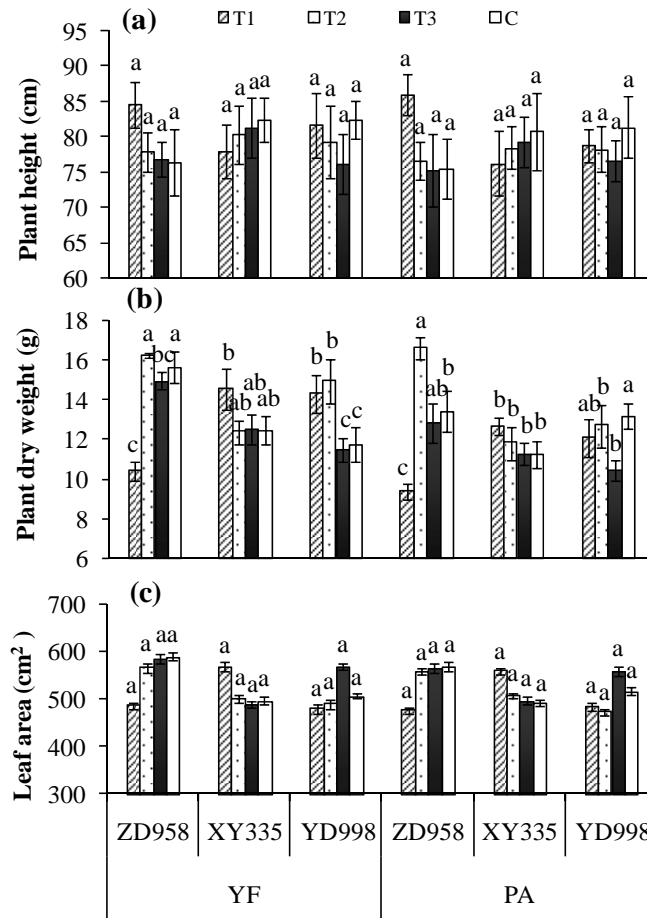 (a) T1 T2 T3 C
Plant height (cm)
95
90
85
80
75
70
65
60
a a a a a a a a a a a a a a a a a a a a a a a a
(b)
Plant dry weight (g)
18
16
14
12
10
8
6
c a bc a b ab ab ab b b c c c a ab b b b b b ab b b a
(c)
Leaf area (cm²)
700
600
500
400
300
a a a a a a a a a a a a a a a a a a a a a a a a
ZD958 XY335 YD998 ZD958 XY335 YD998
YF PA